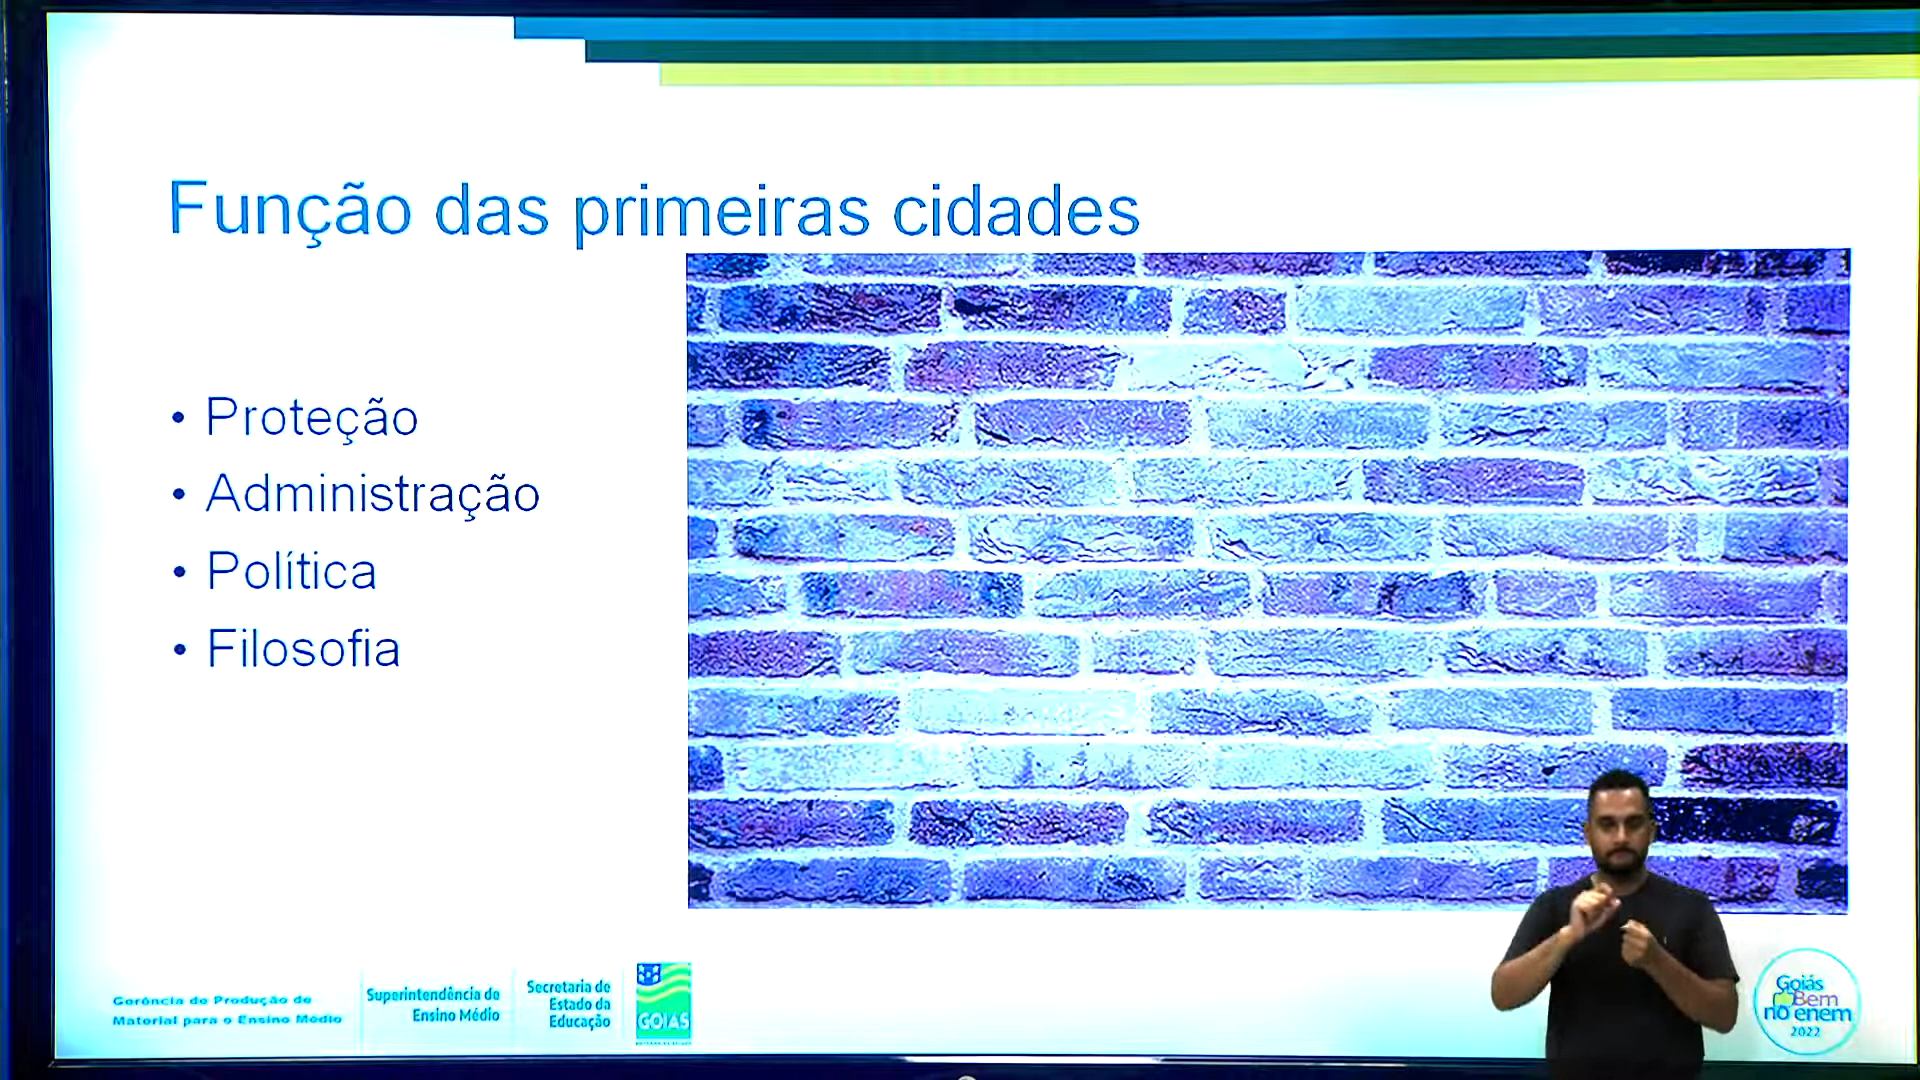 Função das primeiras cidades
• Proteção
• Administração
• Política
• Filosofia
Gerência de Produção de
Material para o Ensino Médio
Superintendência de
Ensino Médio
Secretaria de
Estado da
Educação
GOIÁS
Goiás
Bem
no enem
2022